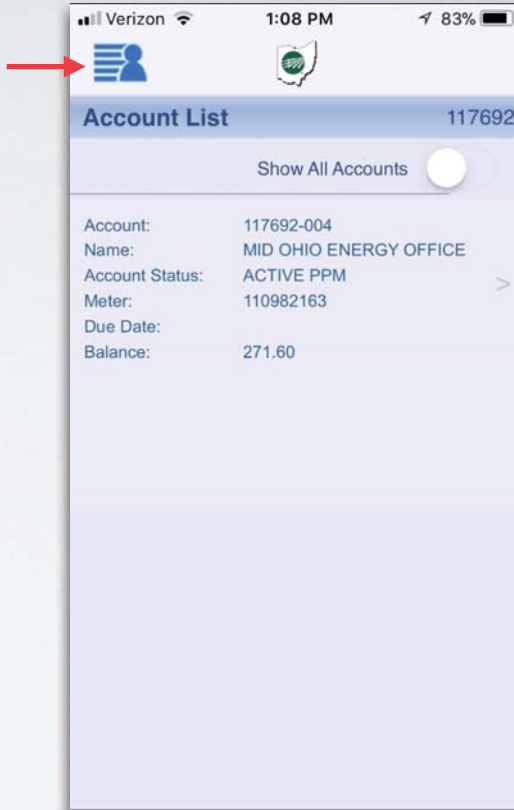 Verizon 1:08 PM 83%
Account List 117692
Show All Accounts
Account: 117692-004
Name: MID OHIO ENERGY OFFICE
Account Status: ACTIVE PPM
Meter: 110982163
Due Date:
Balance: 271.60